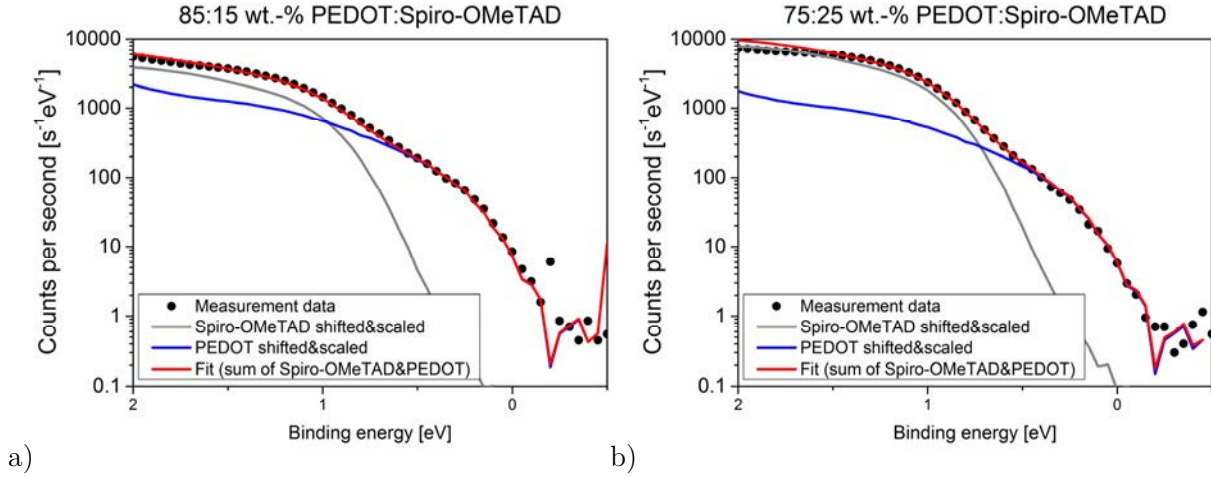 85:15 wt.-% PEDOT:Spiro-OMeTAD
Counts per second [s⁻¹eV⁻¹]
10000
1000
100
10
1
0.1
Measurement data
Spiro-OMeTAD shifted&scaled
PEDOT shifted&scaled
Fit (sum of Spiro-OMeTAD&PEDOT)
2 1 0
Binding energy [eV]
a)
75:25 wt.-% PEDOT:Spiro-OMeTAD
Counts per second [s⁻¹eV⁻¹]
10000
1000
100
10
1
0.1
Measurement data
Spiro-OMeTAD shifted&scaled
PEDOT shifted&scaled
Fit (sum of Spiro-OMeTAD&PEDOT)
2 1 0
Binding energy [eV]
b)